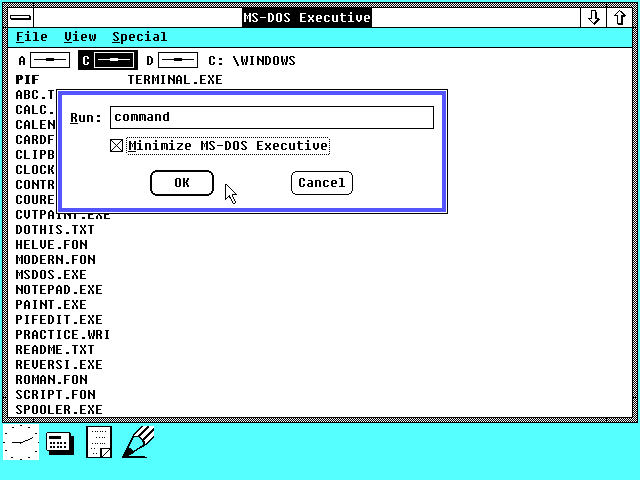 MS-DOS Executive
File View Special
A C D C: \WINDOWS
PIF TERMINAL.EXE
ABC.T
CALC.
CALEN
CARDF
CLIPB
CLOCK
CONTR
COURE
CVTPAINT.EXE
DOTHIS.TXT
HELVE.FON
MODERN.FON
MSDOS.EXE
NOTEPAD.EXE
PAINT.EXE
PIFEDIT.EXE
PRACTICE.WRI
README.TXT
REVERSI.EXE
ROMAN.FON
SCRIPT.FON
SPOOLER.EXE
Run: command
Minimize MS-DOS Executive
OK Cancel